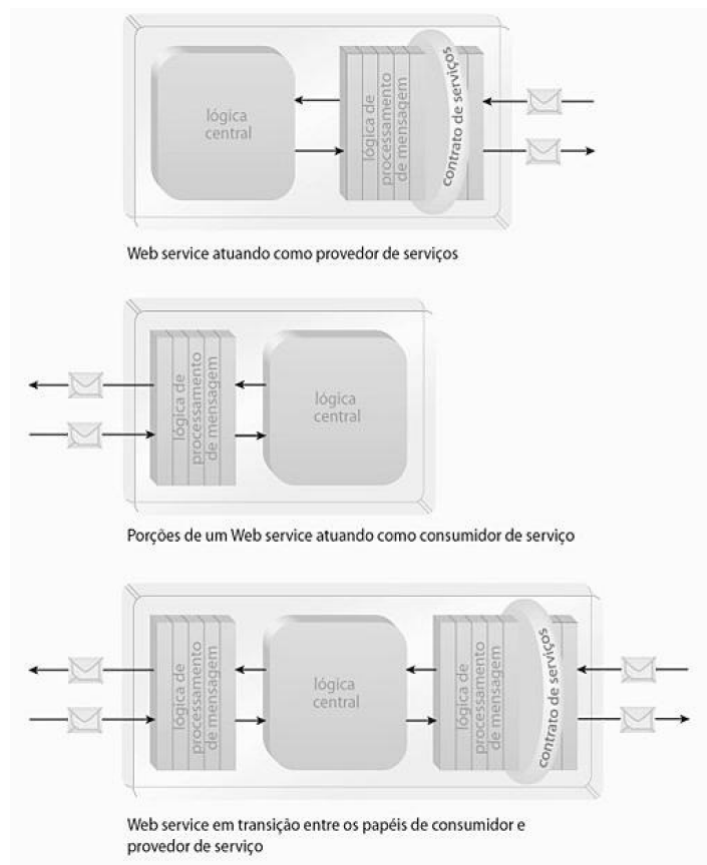 lógica
central
lógica de
processamento
de mensagem
contrato de serviços
Web service atuando como provedor de serviços
lógica de
processamento
de mensagem
lógica
central
Porções de um Web service atuando como consumidor de serviço
lógica de
processamento
de mensagem
lógica
central
lógica de
processamento
de mensagem
contrato de serviços
Web service em transição entre os papéis de consumidor e
provedor de serviço